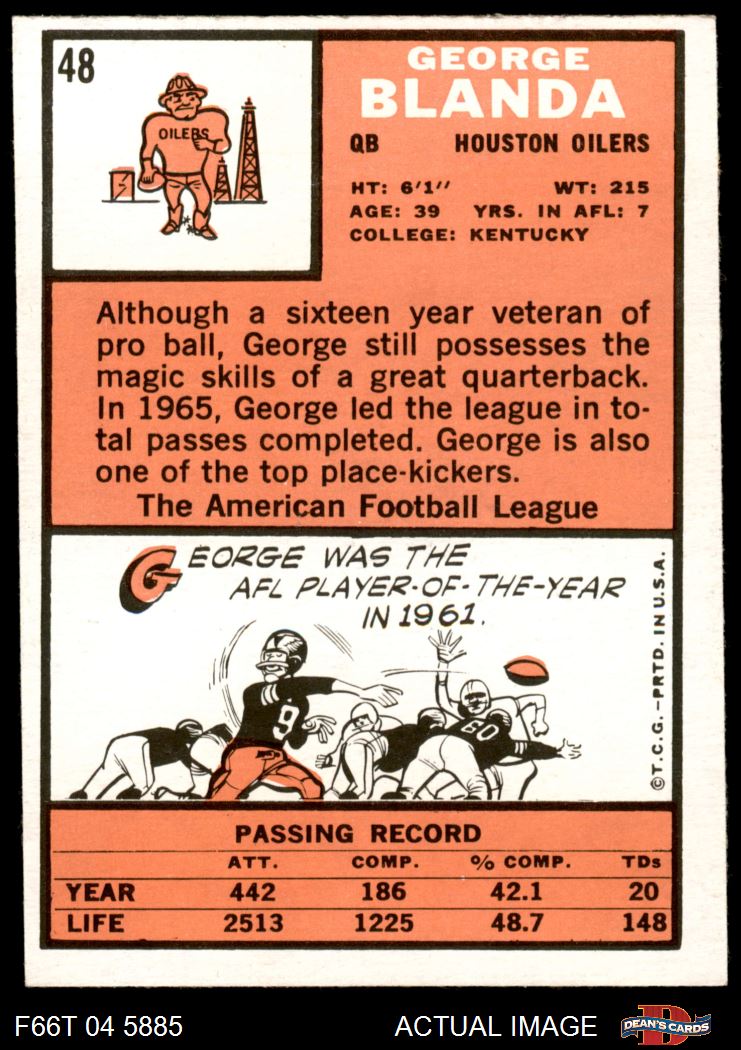 48
OILERS
GEORGE
BLANDA
QB HOUSTON OILERS
HT: 6'1'' WT: 215
AGE: 39 YRS. IN AFL: 7
COLLEGE: KENTUCKY
Although a sixteen year veteran of
pro ball, George still possesses the
magic skills of a great quarterback.
In 1965, George led the league in to-
tal passes completed. George is also
one of the top place-kickers.
The American Football League
GEORGE WAS THE
AFL PLAYER-OF-THE-YEAR
IN 1961.
9
60
©T.C.G.–PRTD. IN U.S.A.
PASSING RECORD
ATT. COMP. % COMP. TDs
YEAR 442 186 42.1 20
LIFE 2513 1225 48.7 148
F66T 04 5885 ACTUAL IMAGE
D
DEAN'S CARDS